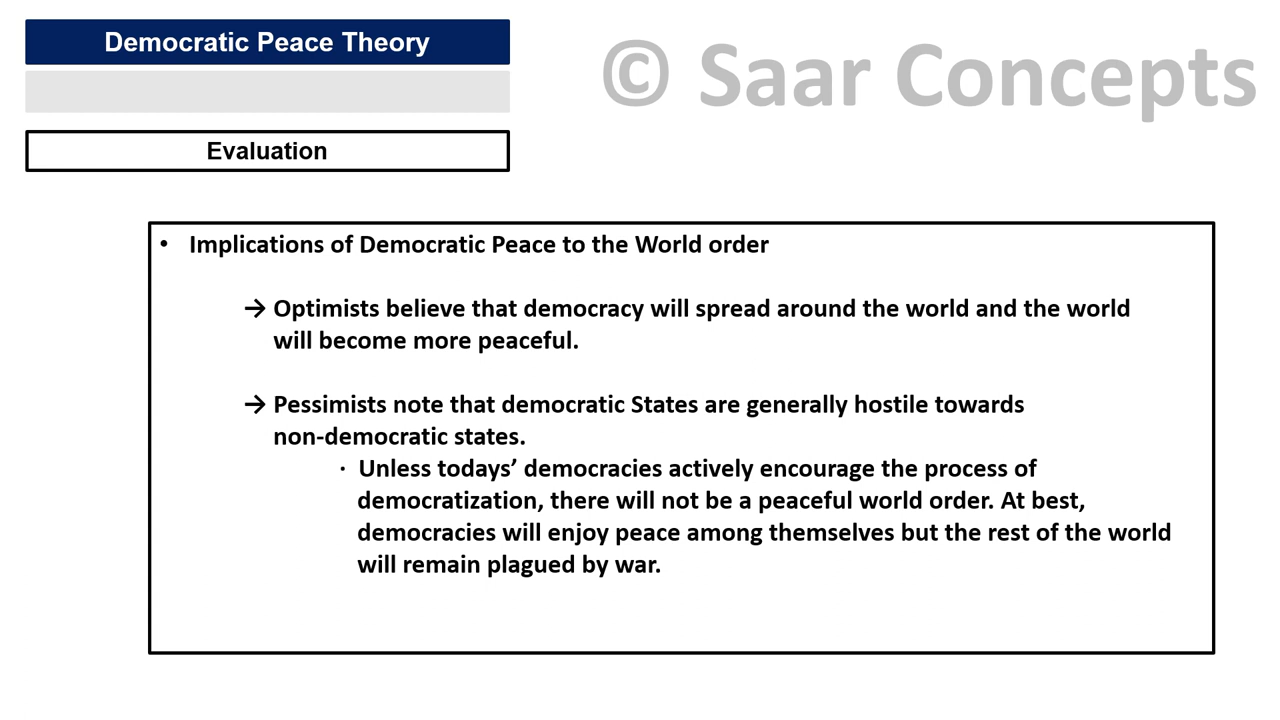 Democratic Peace Theory
© Saar Concepts
Evaluation
• Implications of Democratic Peace to the World order
→ Optimists believe that democracy will spread around the world and the world
will become more peaceful.
→ Pessimists note that democratic States are generally hostile towards
non-democratic states.
· Unless todays’ democracies actively encourage the process of
democratization, there will not be a peaceful world order. At best,
democracies will enjoy peace among themselves but the rest of the world
will remain plagued by war.